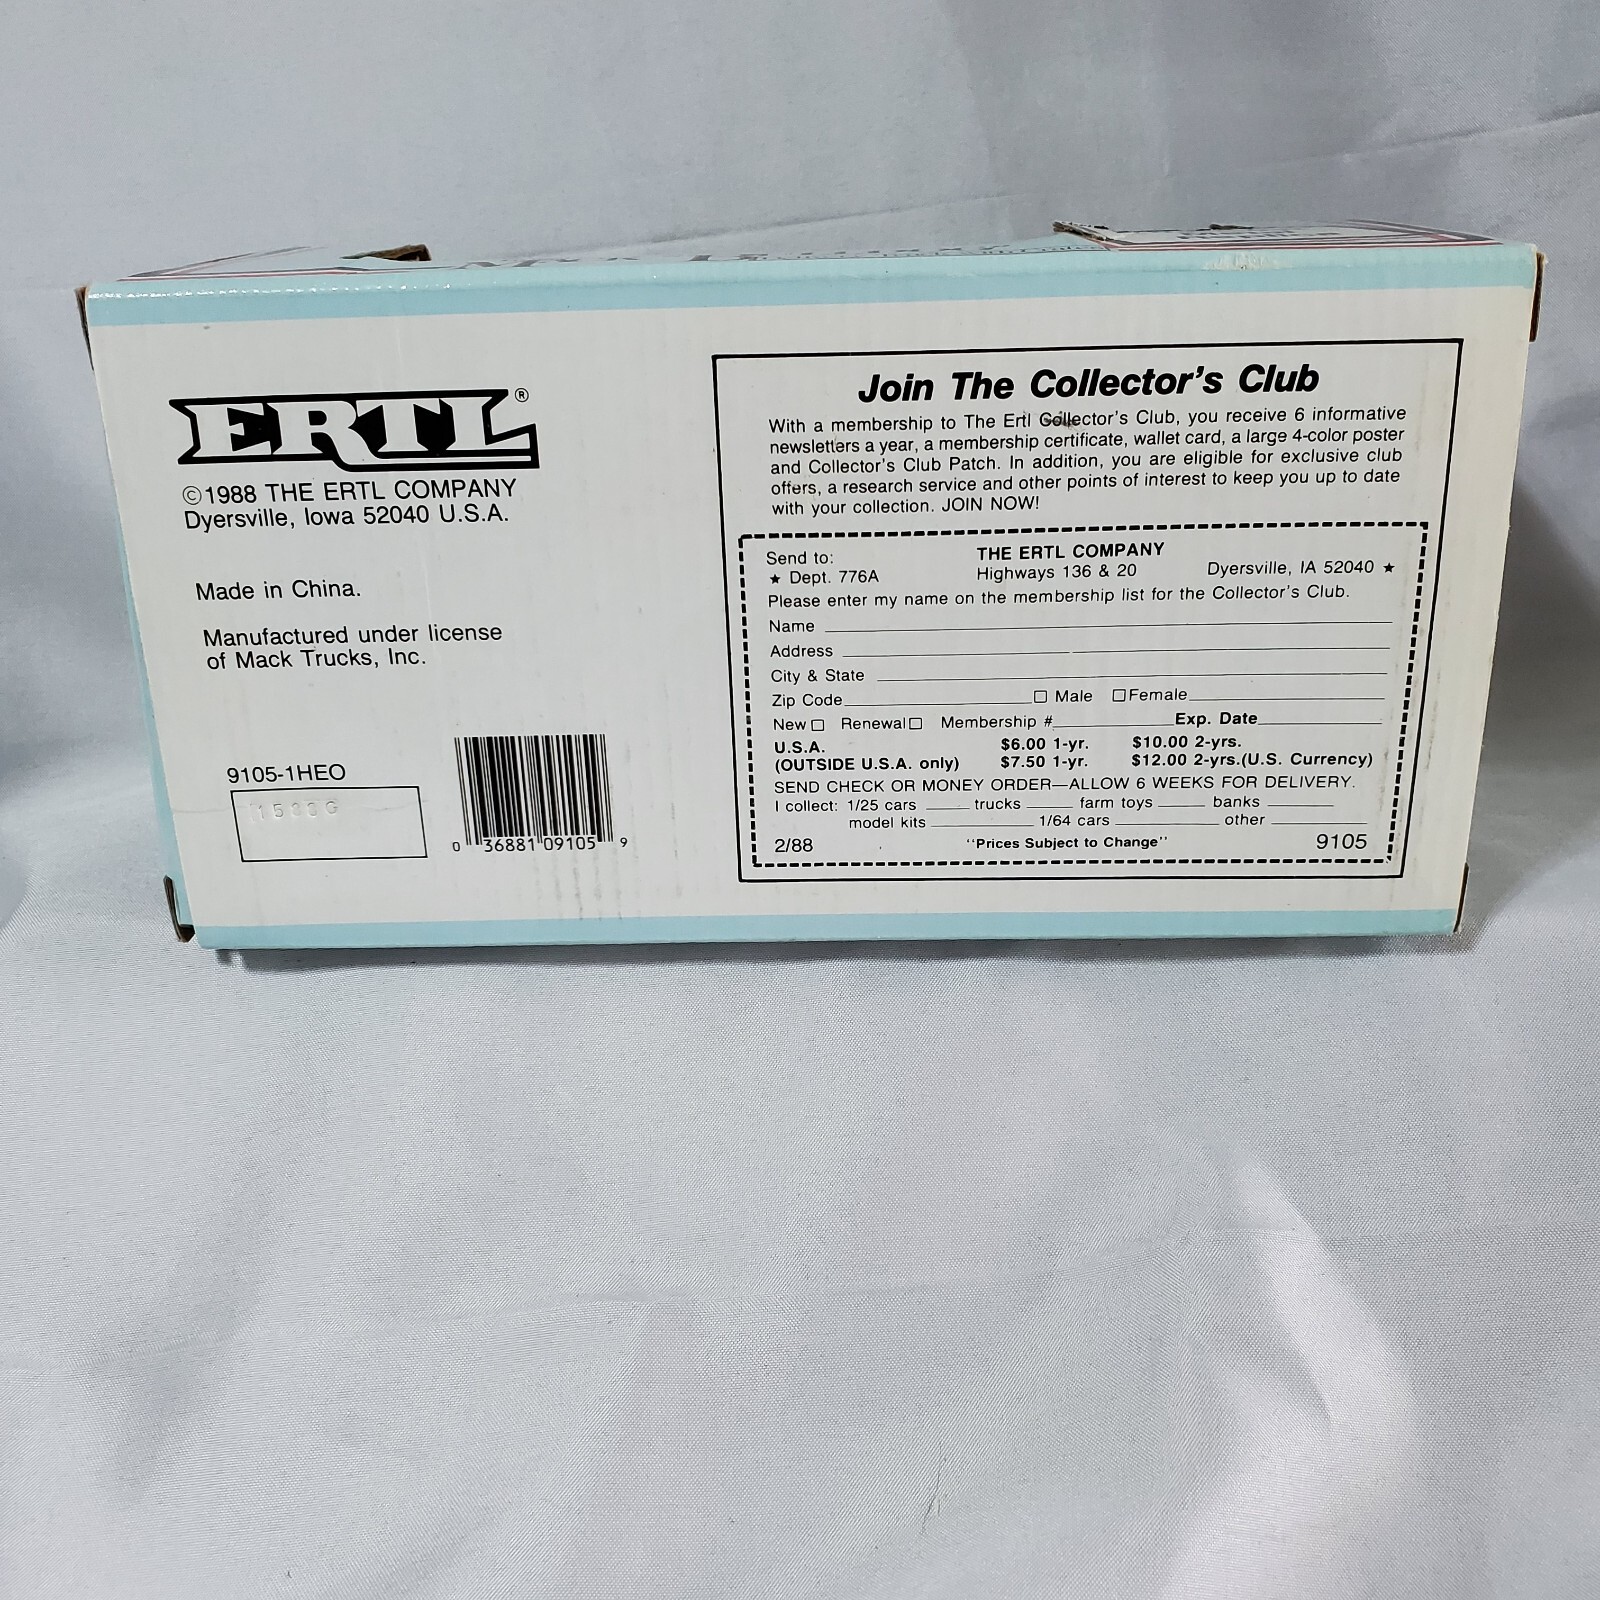 ERTL®
©1988 THE ERTL COMPANY
Dyersville, Iowa 52040 U.S.A.
Made in China.
Manufactured under license
of Mack Trucks, Inc.
9105-1HEO
0 36881 09105 9
Join The Collector's Club
With a membership to The Ertl Collector's Club, you receive 6 informative
newsletters a year, a membership certificate, wallet card, a large 4-color poster
and Collector's Club Patch. In addition, you are eligible for exclusive club
offers, a research service and other points of interest to keep you up to date
with your collection. JOIN NOW!
Send to: THE ERTL COMPANY
★ Dept. 776A Highways 136 & 20 Dyersville, IA 52040 ★
Please enter my name on the membership list for the Collector's Club.
Name
Address
City & State
Zip Code □ Male □ Female
New □ Renewal □ Membership # Exp. Date
U.S.A. $6.00 1-yr. $10.00 2-yrs.
(OUTSIDE U.S.A. only) $7.50 1-yr. $12.00 2-yrs.(U.S. Currency)
SEND CHECK OR MONEY ORDER—ALLOW 6 WEEKS FOR DELIVERY.
I collect: 1/25 cars trucks farm toys banks
model kits 1/64 cars other
2/88 "Prices Subject to Change" 9105